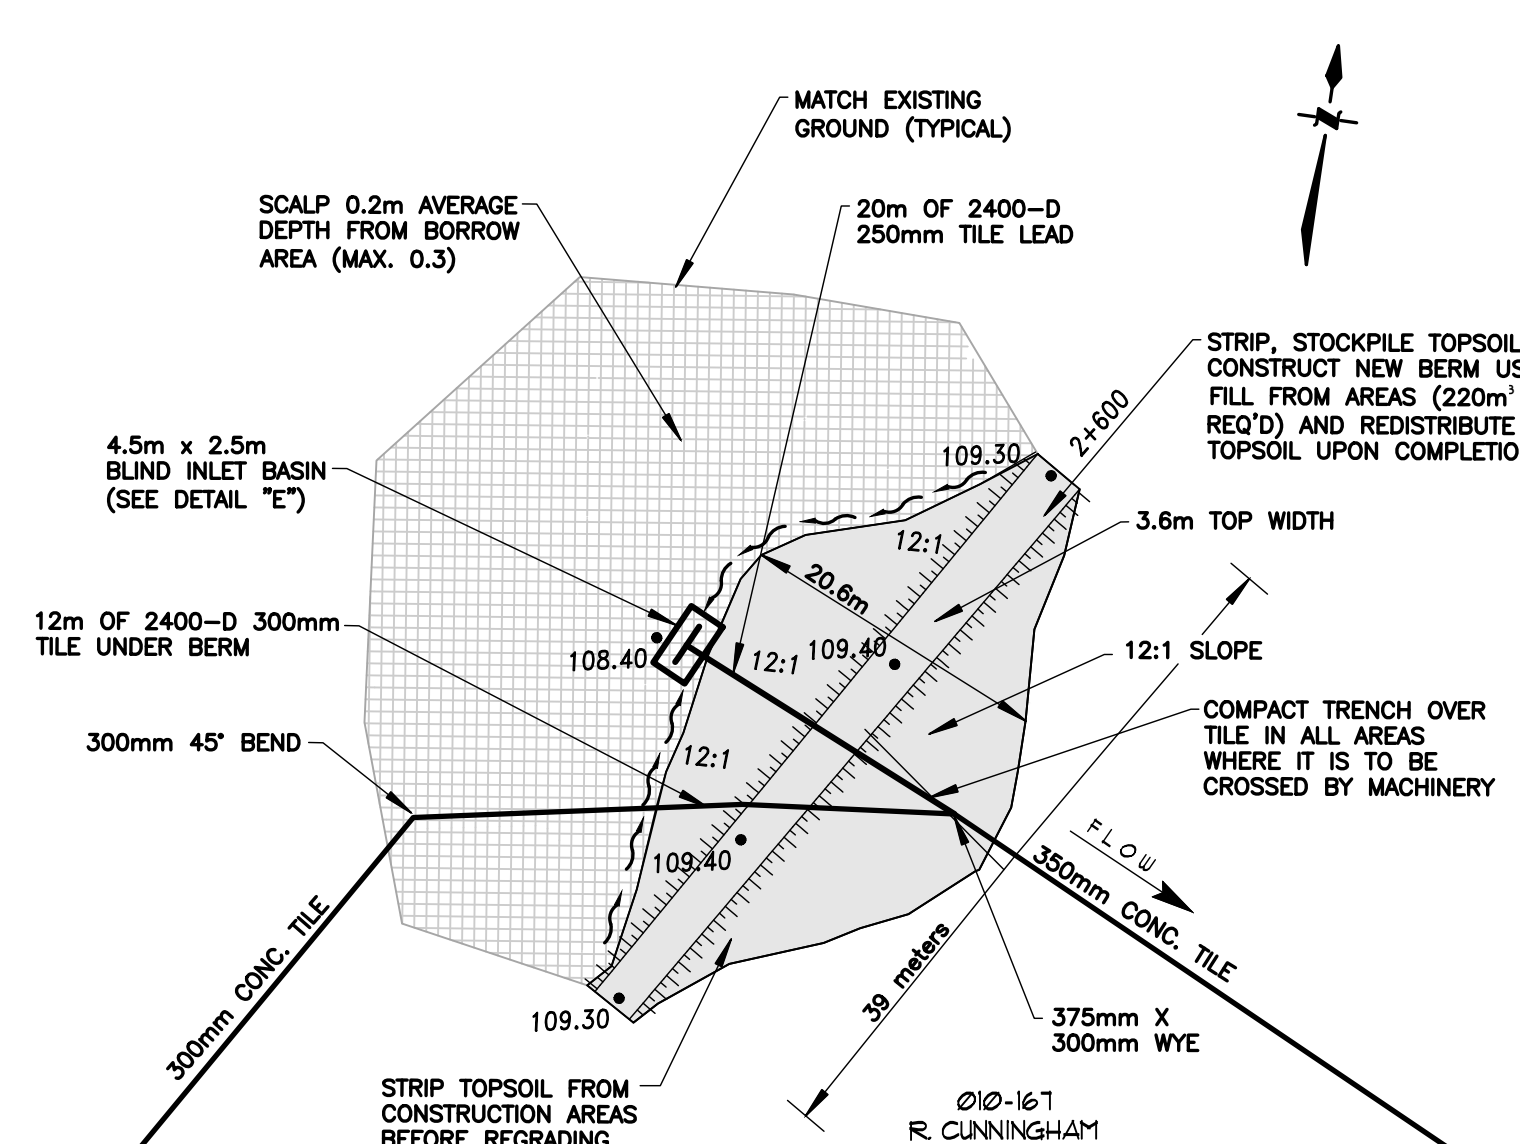 MATCH EXISTING
GROUND (TYPICAL)
SCALP 0.2m AVERAGE
DEPTH FROM BORROW
AREA (MAX. 0.3)
20m OF 2400-D
250mm TILE LEAD
STRIP, STOCKPILE TOPSOIL
CONSTRUCT NEW BERM US
FILL FROM AREAS (220m³
REQ'D) AND REDISTRIBUTE
TOPSOIL UPON COMPLETIO
2+600
109.30
4.5m x 2.5m
BLIND INLET BASIN
(SEE DETAIL "E")
3.6m TOP WIDTH
12:1
20.6m
12m OF 2400-D 300mm
TILE UNDER BERM
108.40
12:1
109.40
12:1 SLOPE
COMPACT TRENCH OVER
TILE IN ALL AREAS
WHERE IT IS TO BE
CROSSED BY MACHINERY
300mm 45° BEND
12:1
109.40
FLOW
350mm CONC. TILE
300mm CONC. TILE
39 meters
109.30
375mm X
300mm WYE
STRIP TOPSOIL FROM
CONSTRUCTION AREAS
BEFORE REGRADING
010-167
R. CUNNINGHAM